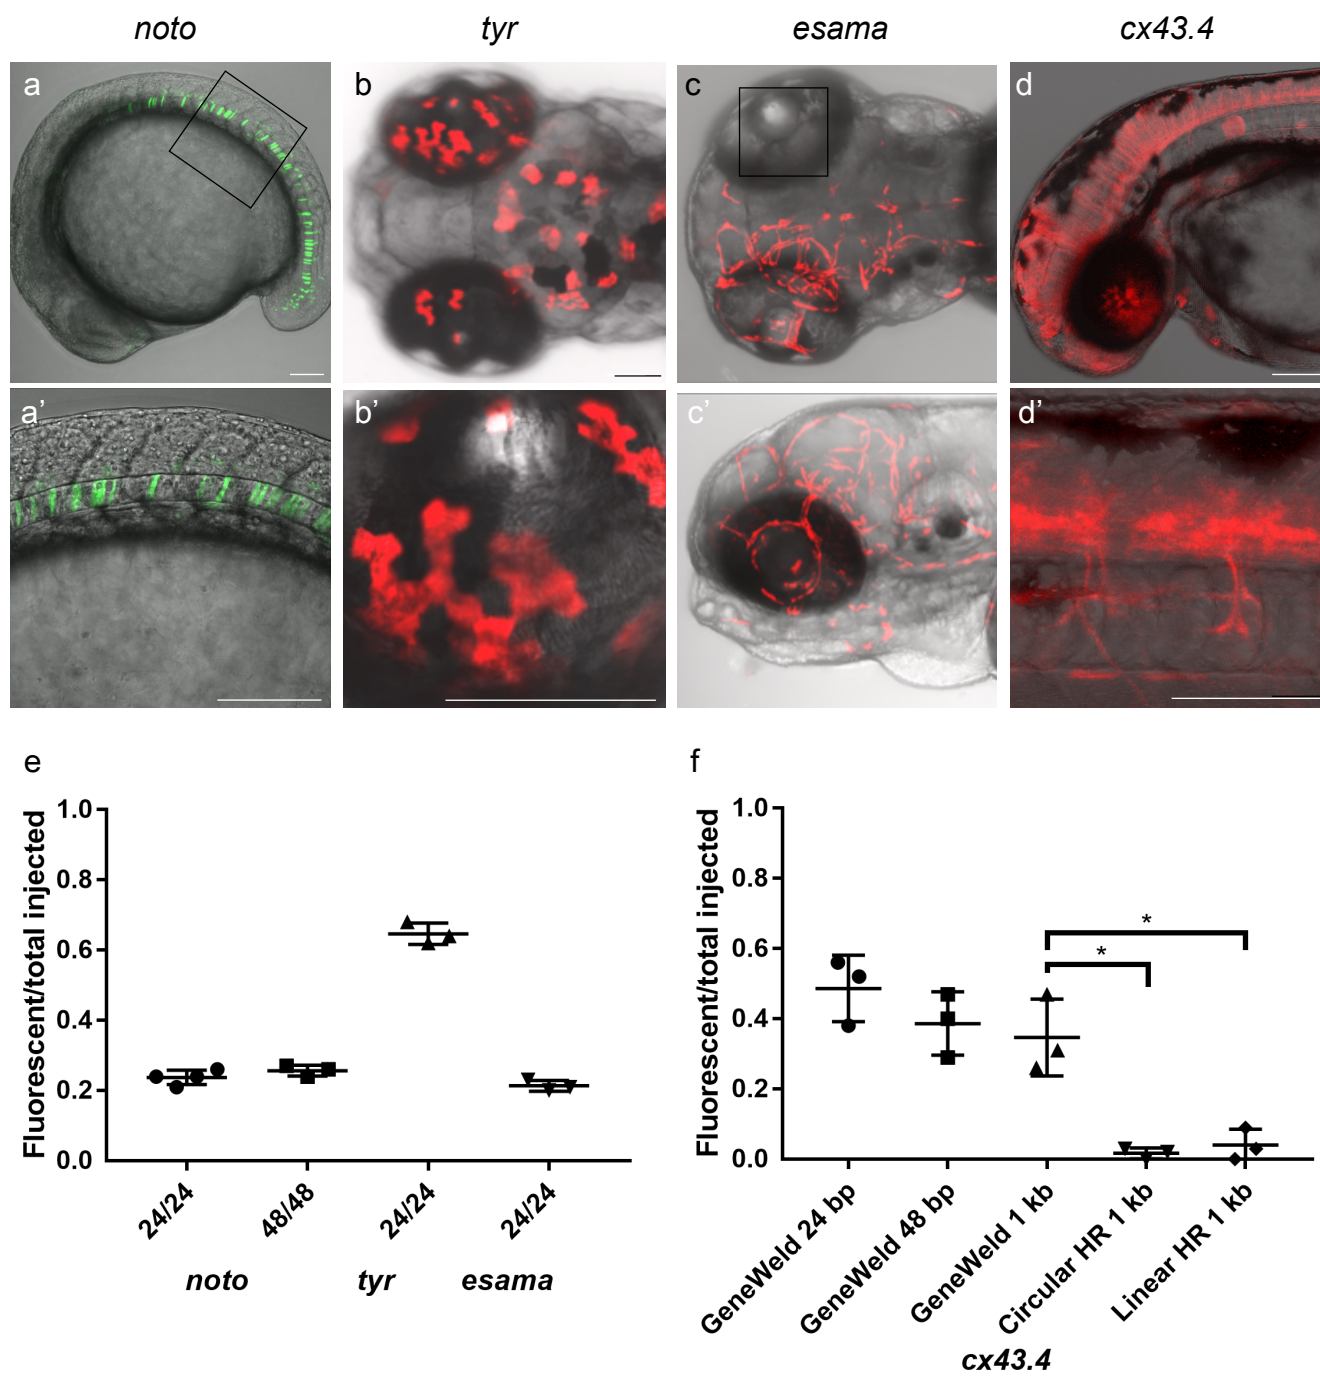 noto tyr esama cx43.4
a b c d
a’ b’ c’ d’
e
Fluorescent/total injected
1.0
0.8
0.6
0.4
0.2
0.0
24/24 48/48 24/24 24/24
noto tyr esama
f
Fluorescent/total injected
1.0
0.8
0.6
0.4
0.2
0.0
*
*
GeneWeld 24 bp
GeneWeld 48 bp
GeneWeld 1 kb
Circular HR 1 kb
Linear HR 1 kb
cx43.4